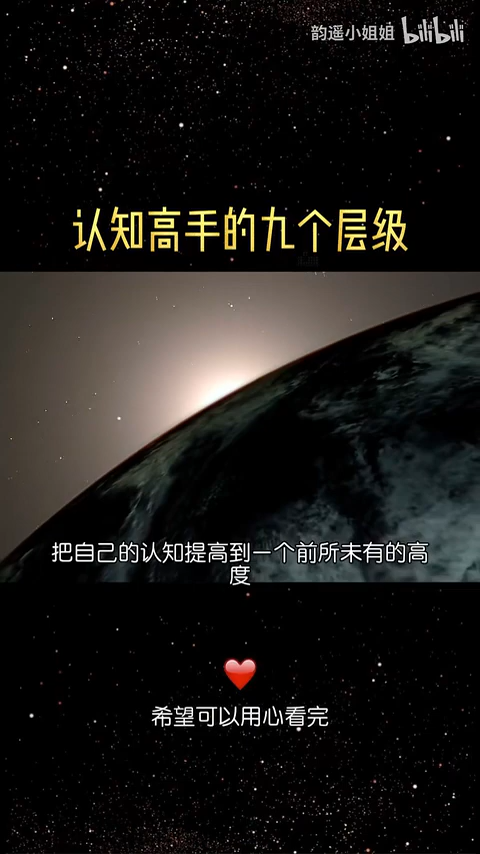 韵遥小姐姐 bilibili
认知高手的九个层级
把自己的认知提高到一个前所未有的高
度
希望可以用心看完